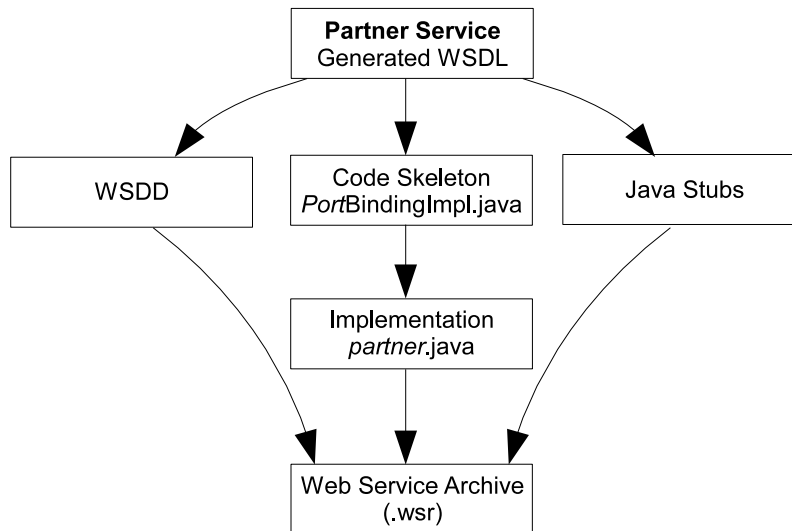 Partner Service
Generated WSDL
WSDD
Code Skeleton
PortBindingImpl.java
Java Stubs
Implementation
partner.java
Web Service Archive
(.wsr)